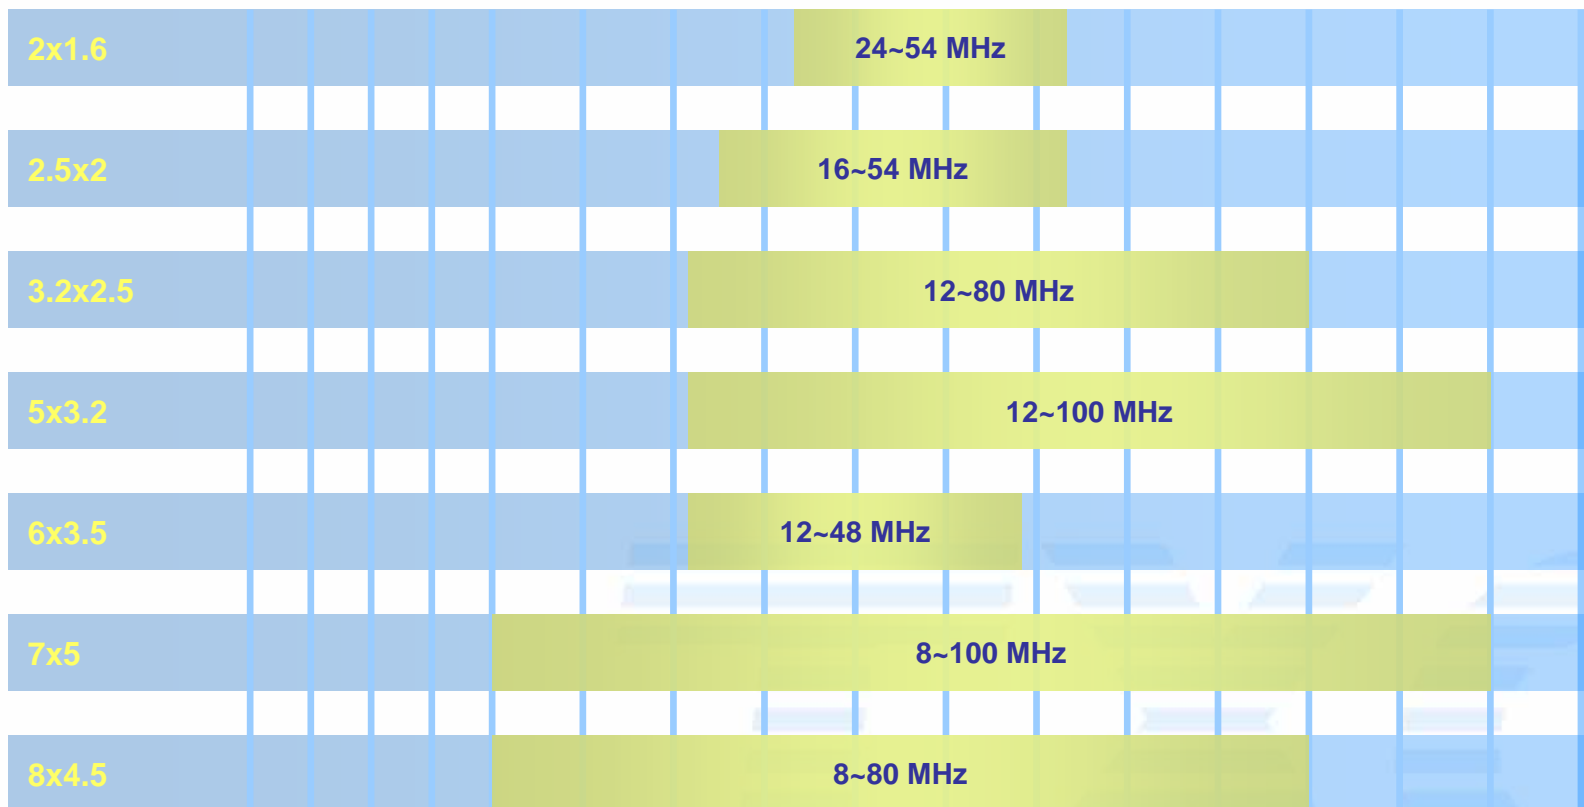 2x1.6 24~54 MHz
2.5x2 16~54 MHz
3.2x2.5 12~80 MHz
5x3.2 12~100 MHz
6x3.5 12~48 MHz
7x5 8~100 MHz
8x4.5 8~80 MHz